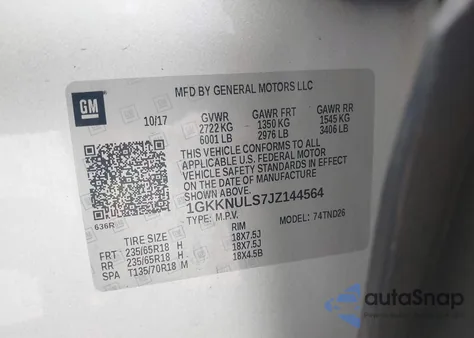 GM
MFD BY GENERAL MOTORS LLC
10/17 GVWR GAWR FRT GAWR RR
2722 KG 1350 KG 1545 KG
6001 LB 2976 LB 3406 LB
THIS VEHICLE CONFORMS TO ALL
APPLICABLE U.S. FEDERAL MOTOR
VEHICLE SAFETY AND THEFT
PREVENTION STANDARDS IN EFFECT
ON THE DATE OF MANUFACTURE
SHOWN ABOVE.
1GKKNULS7JZ144564
636R TYPE: M.P.V. MODEL: 74TND26
TIRE SIZE RIM
FRT 235/65R18 H 18X7.5J
RR 235/65R18 H 18X7.5J
SPA T135/70R18 M 18X4.5B
autoSnap